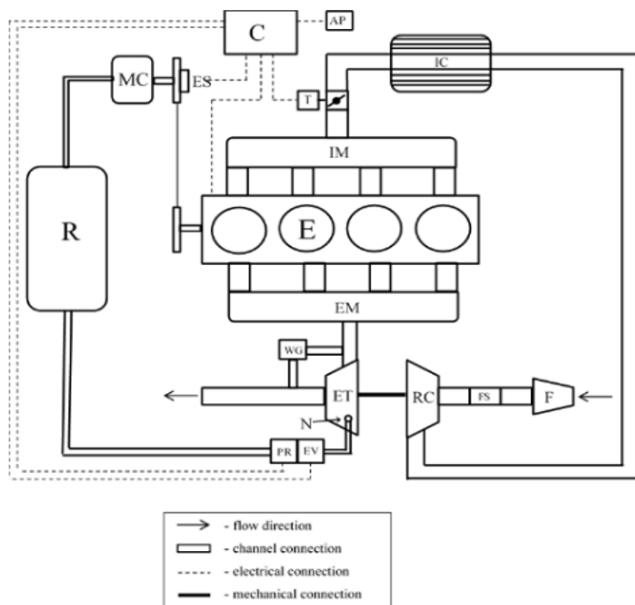 C
AP
MC
ES
T
IC
IM
R
E
EM
WG
ET
RC
FS
F
N
PR
EV
- flow direction
- channel connection
- electrical connection
- mechanical connection